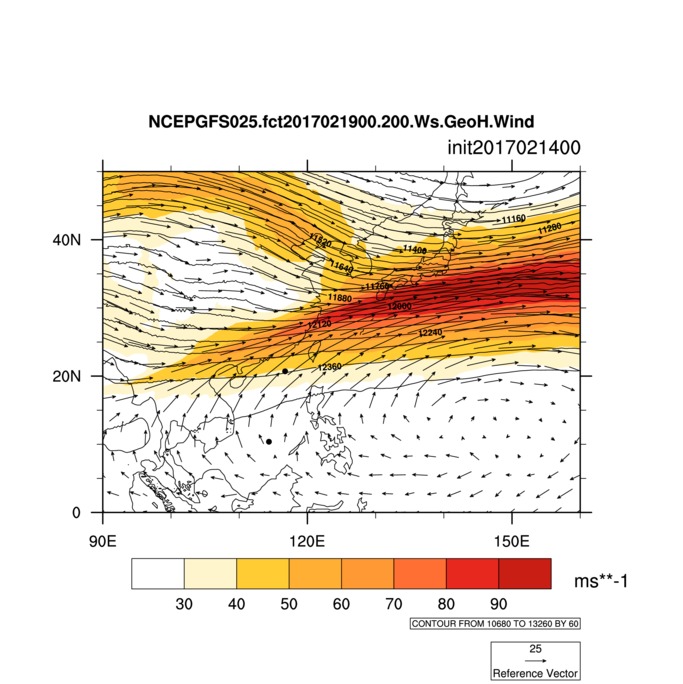 NCEPGFS025.fct2017021900.200.Ws.GeoH.Wind
init2017021400
40N
20N
0
90E 120E 150E
11160
11280
11520
11400
11640
11260
11880
12000
12120
12240
12360
30 40 50 60 70 80 90
ms**-1
CONTOUR FROM 10680 TO 13260 BY 60
25
Reference Vector